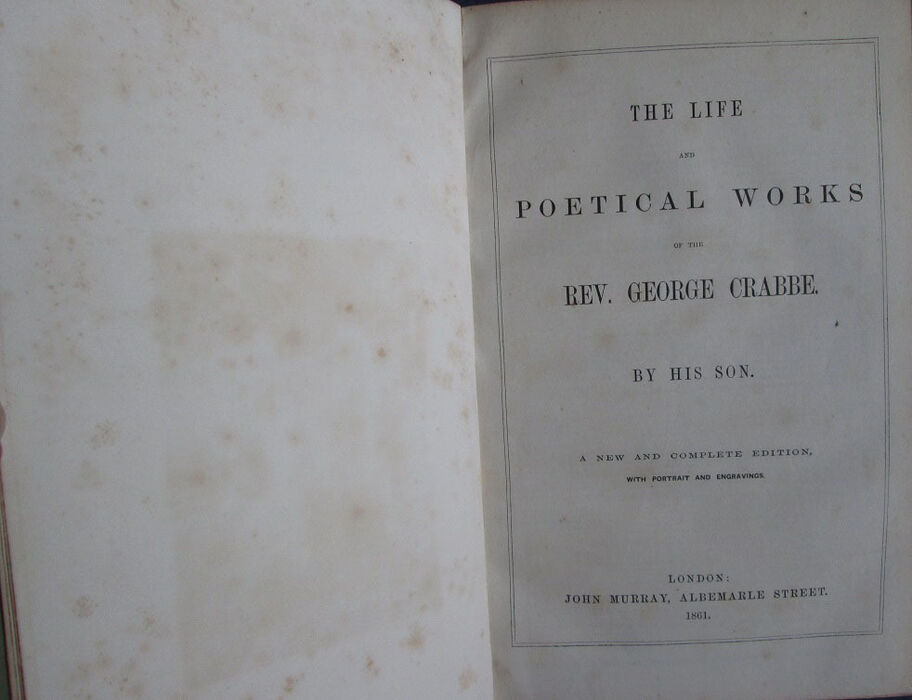 THE LIFE
AND
POETICAL WORKS
OF THE
REV. GEORGE CRABBE.
BY HIS SON.
A NEW AND COMPLETE EDITION,
WITH PORTRAIT AND ENGRAVINGS.
LONDON:
JOHN MURRAY, ALBEMARLE STREET.
1861.